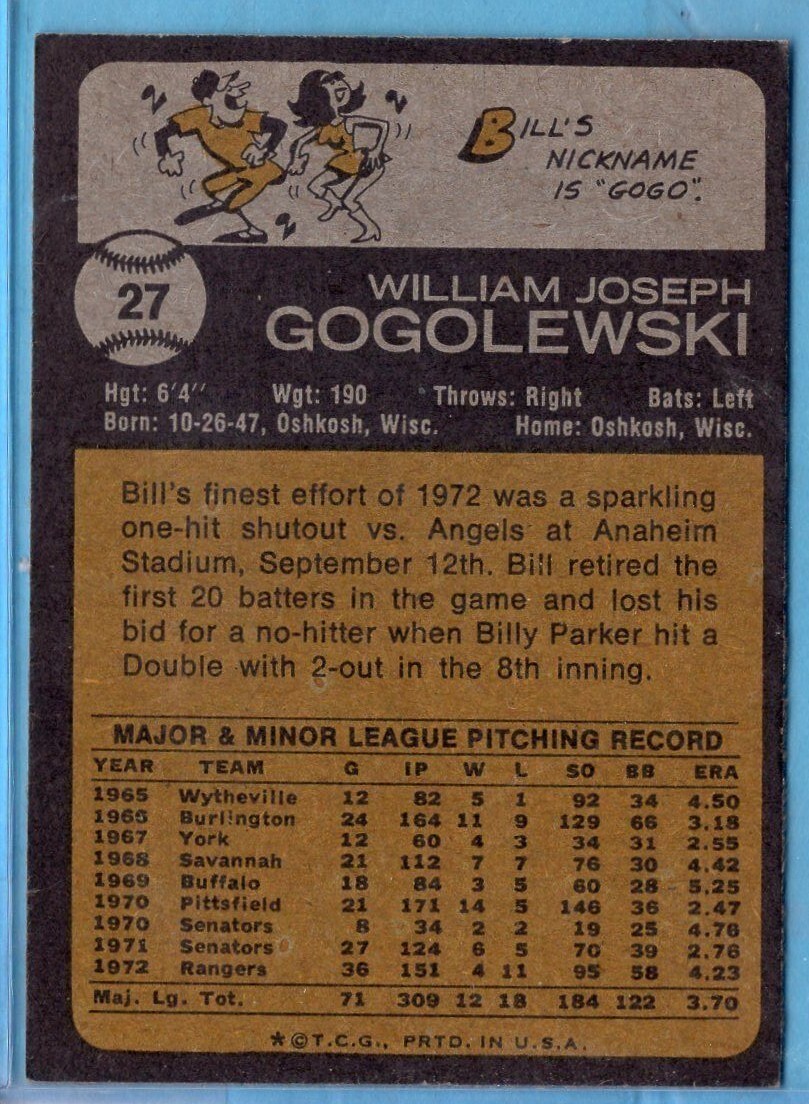 BILL'S
NICKNAME
IS "GOGO".
27
WILLIAM JOSEPH
GOGOLEWSKI
Hgt: 6'4" Wgt: 190 Throws: Right Bats: Left
Born: 10-26-47, Oshkosh, Wisc. Home: Oshkosh, Wisc.
Bill's finest effort of 1972 was a sparkling
one-hit shutout vs. Angels at Anaheim
Stadium, September 12th. Bill retired the
first 20 batters in the game and lost his
bid for a no-hitter when Billy Parker hit a
Double with 2-out in the 8th inning.
MAJOR & MINOR LEAGUE PITCHING RECORD
YEAR TEAM G IP W L SO BB ERA
1965 Wytheville 12 82 5 1 92 34 4.50
1966 Burlington 24 164 11 9 129 66 3.18
1967 York 12 60 4 3 34 31 2.55
1968 Savannah 21 112 7 7 76 30 4.42
1969 Buffalo 18 84 3 5 60 28 5.25
1970 Pittsfield 21 171 14 5 146 36 2.47
1970 Senators 8 34 2 2 19 25 4.76
1971 Senators 27 124 6 5 70 39 2.76
1972 Rangers 36 151 4 11 95 58 4.23
Maj. Lg. Tot. 71 309 12 18 184 122 3.70
*©T.C.G., PRTD. IN U.S.A.